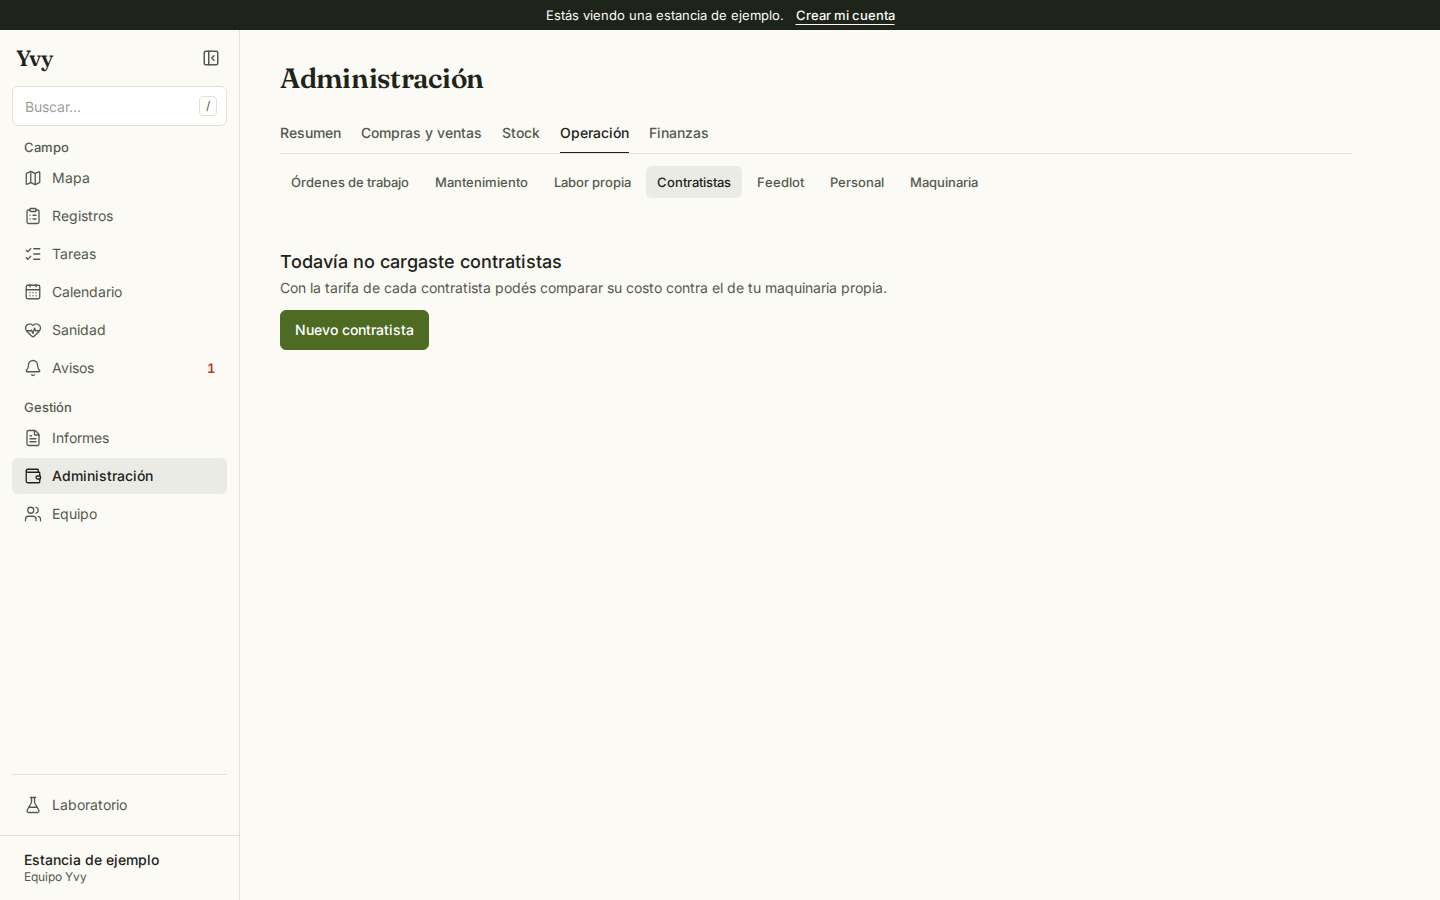 Estás viendo una estancia de ejemplo. Crear mi cuenta
Yvy
Buscar... /
Campo
Mapa
Registros
Tareas
Calendario
Sanidad
Avisos 1
Gestión
Informes
Administración
Equipo
Laboratorio
Estancia de ejemplo
Equipo Yvy
Administración
Resumen Compras y ventas Stock Operación Finanzas
Órdenes de trabajo Mantenimiento Labor propia Contratistas Feedlot Personal Maquinaria
Todavía no cargaste contratistas
Con la tarifa de cada contratista podés comparar su costo contra el de tu maquinaria propia.
Nuevo contratista